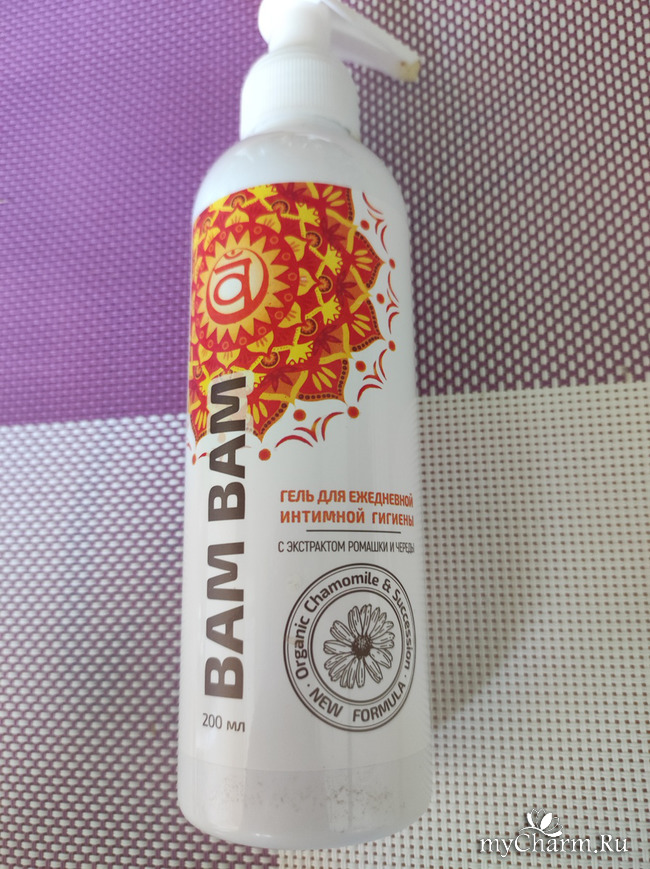 BAM BAM
ГЕЛЬ ДЛЯ ЕЖЕДНЕВНОЙ
ИНТИМНОЙ ГИГИЕНЫ
С ЭКСТРАКТОМ РОМАШКИ И ЧЕРЕДЫ
Organic Chamomile & Succession
• NEW FORMULA •
200 мл
myCharm.Ru